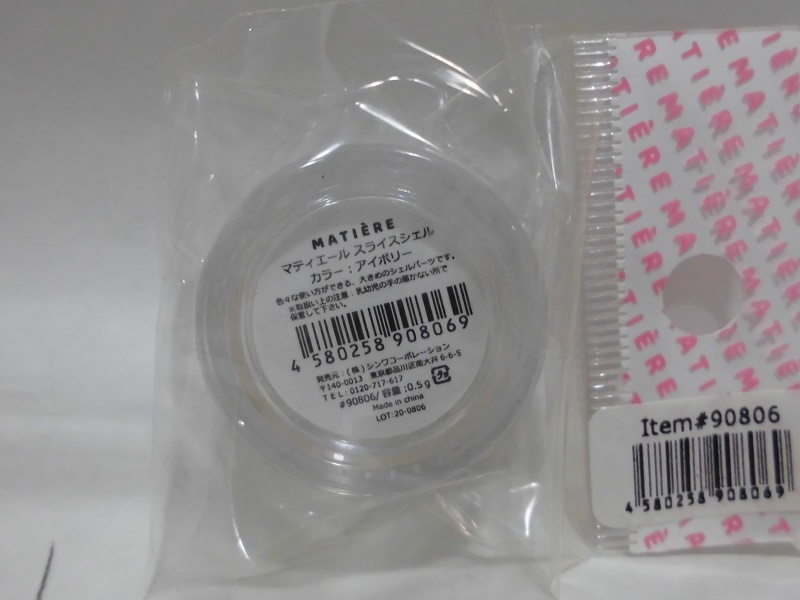 MATIÈRE
マティエール スライスシェル
カラー：アイボリー
色々な使い方ができる、大きめのシェルパーツです。
※取扱い上の注意：乳幼児の手の届かない所で
保管して下さい。
4 580258 908069
発売元：(株)シンワコーポレーション
〒140-0013 東京都品川区南大井 6-6-5
TEL：0120-717-617
#90806/ 容量:0.5g
Made in china
LOT:20-0806
MATIÈRE MATIÈRE MATIÈRE
Item#90806
4 580258 908069